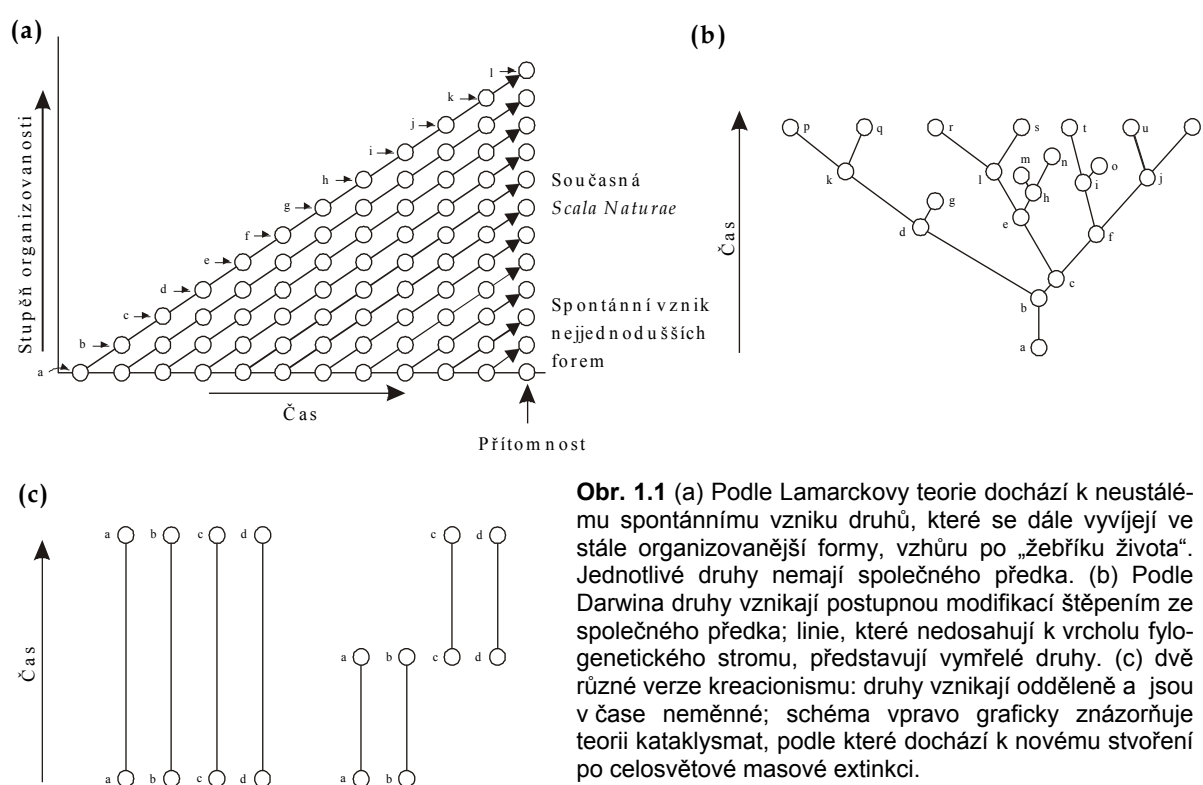 (a)
Stupěň organizovanosti
a
b
c
d
e
f
g
h
i
j
k
l
Současná
Scala Naturae
Spontánní vznik
nejjednodušších
forem
Čas
Přítomnost
(b)
Čas
p
q
r
s
t
u
m
n
o
k
l
h
i
j
g
d
e
f
c
b
a
(c)
Čas
a b c d
c d
a b c d
a b c d
a b
Obr. 1.1 (a) Podle Lamarckovy teorie dochází k neustálé-
mu spontánnímu vzniku druhů, které se dále vyvíjejí ve
stále organizovanější formy, vzhůru po „žebříku života“.
Jednotlivé druhy nemají společného předka. (b) Podle
Darwina druhy vznikají postupnou modifikací štěpením ze
společného předka; linie, které nedosahují k vrcholu fylo-
genetického stromu, představují vymřelé druhy. (c) dvě
různé verze kreacionismu: druhy vznikají odděleně a jsou
v čase neměnné; schéma vpravo graficky znázorňuje
teorii kataklysmat, podle které dochází k novému stvoření
po celosvětové masové extinkci.